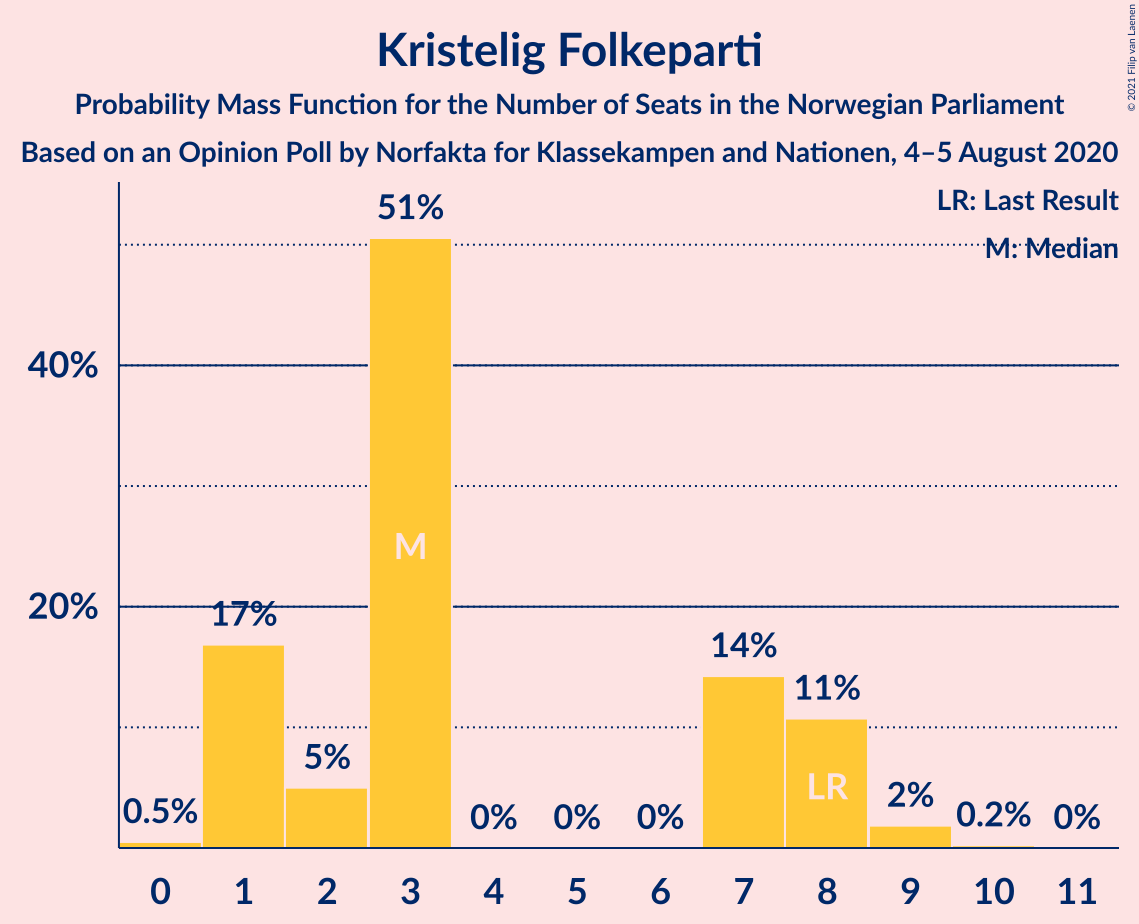 Kristelig Folkeparti
Probability Mass Function for the Number of Seats in the Norwegian Parliament
Based on an Opinion Poll by Norfakta for Klassekampen and Nationen, 4–5 August 2020
© 2021 Filip van Laenen
LR: Last Result
M: Median
51%
40%
M
20%
17%
14%
11%
5%
LR
0.5%
2%
0.2%
0%
0%
0%
0%
0 1 2 3 4 5 6 7 8 9 10 11